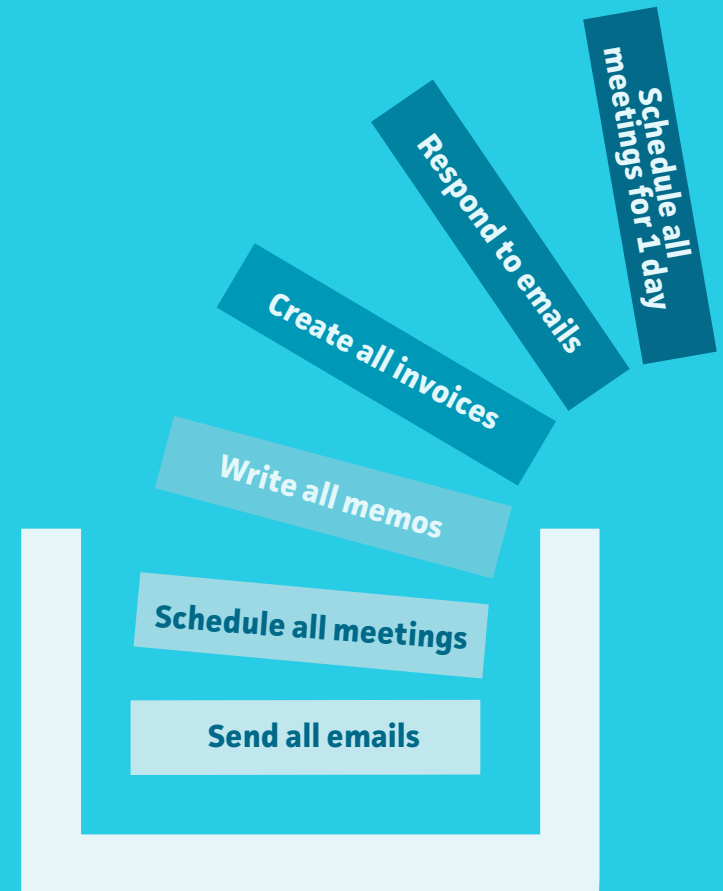 Schedule all
meetings for 1 day
Respond to emails
Create all invoices
Write all memos
Schedule all meetings
Send all emails